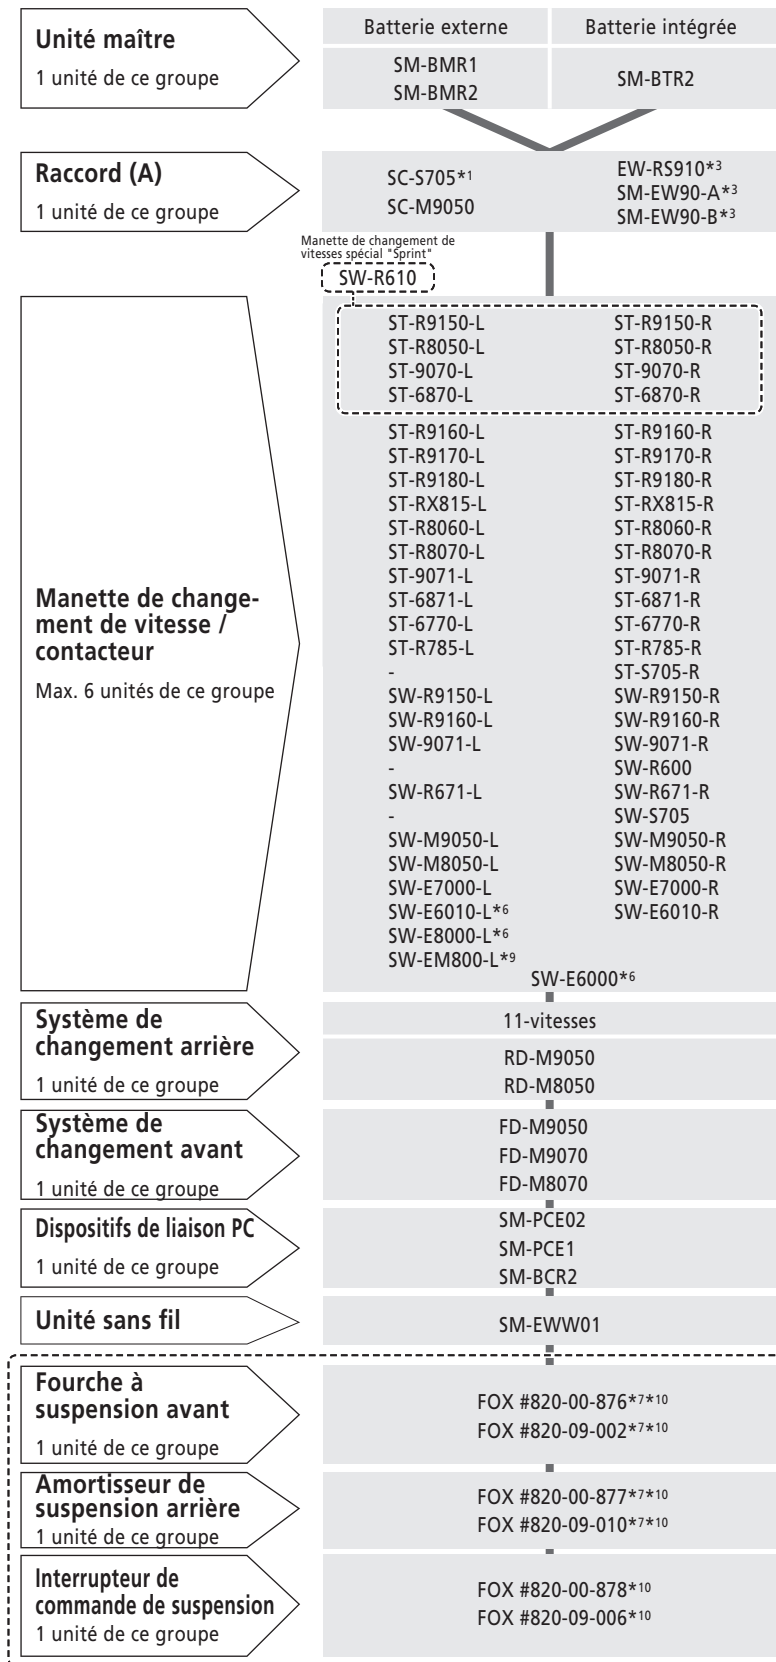 Unité maître
1 unité de ce groupe
Batterie externe
Batterie intégrée
SM-BMR1
SM-BMR2
SM-BTR2
Raccord (A)
1 unité de ce groupe
SC-S705*1
SC-M9050
EW-RS910*3
SM-EW90-A*3
SM-EW90-B*3
Manette de changement de
vitesses spécial "Sprint"
SW-R610
Manette de change-
ment de vitesse /
contacteur
Max. 6 unités de ce groupe
ST-R9150-L ST-R9150-R
ST-R8050-L ST-R8050-R
ST-9070-L ST-9070-R
ST-6870-L ST-6870-R
ST-R9160-L ST-R9160-R
ST-R9170-L ST-R9170-R
ST-R9180-L ST-R9180-R
ST-RX815-L ST-RX815-R
ST-R8060-L ST-R8060-R
ST-R8070-L ST-R8070-R
ST-9071-L ST-9071-R
ST-6871-L ST-6871-R
ST-6770-L ST-6770-R
ST-R785-L ST-R785-R
- ST-S705-R
SW-R9150-L SW-R9150-R
SW-R9160-L SW-R9160-R
SW-9071-L SW-9071-R
- SW-R600
SW-R671-L SW-R671-R
- SW-S705
SW-M9050-L SW-M9050-R
SW-M8050-L SW-M8050-R
SW-E7000-L SW-E7000-R
SW-E6010-L*6 SW-E6010-R
SW-E8000-L*6
SW-EM800-L*9
SW-E6000*6
Système de
changement arrière
1 unité de ce groupe
11-vitesses
RD-M9050
RD-M8050
Système de
changement avant
1 unité de ce groupe
FD-M9050
FD-M9070
FD-M8070
Dispositifs de liaison PC
1 unité de ce groupe
SM-PCE02
SM-PCE1
SM-BCR2
Unité sans fil
SM-EWW01
Fourche à
suspension avant
1 unité de ce groupe
FOX #820-00-876*7*10
FOX #820-09-002*7*10
Amortisseur de
suspension arrière
1 unité de ce groupe
FOX #820-00-877*7*10
FOX #820-09-010*7*10
Interrupteur de
commande de suspension
1 unité de ce groupe
FOX #820-00-878*10
FOX #820-09-006*10